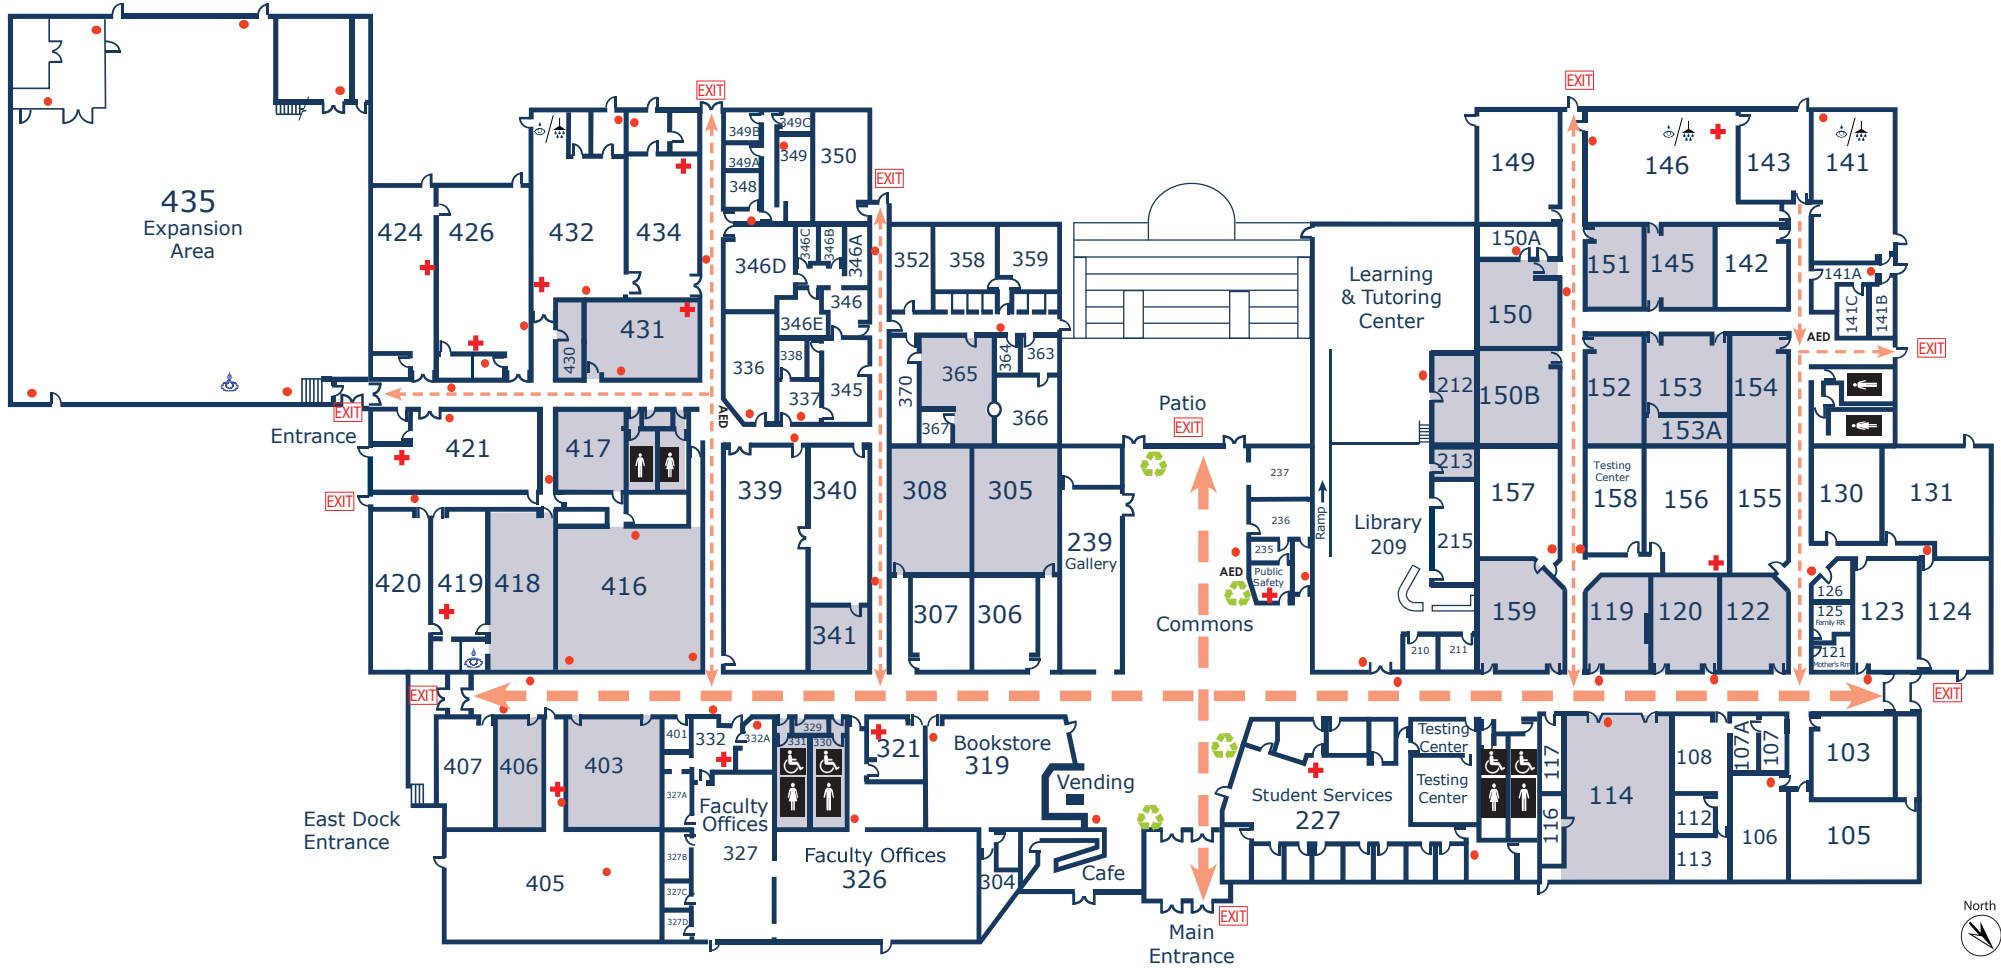 EXIT
EXIT
349B
349C
349A
349
350
348
EXIT
149
146
143
141
435
Expansion
Area
424
426
432
434
346C
346B
346A
346D
352
358
359
150A
151
145
142
Learning
& Tutoring
Center
141A
141C
141B
346
346E
431
430
150
336
338
337
345
364
363
365
370
366
367
AED
EXIT
212
150B
152
153
154
153A
EXIT
Entrance
AED
Patio
EXIT
421
417
213
237
339
340
308
305
157
Testing
Center
158
156
155
130
131
EXIT
236
Ramp
Library
209
215
239
Gallery
235
AED
Public
Safety
420
419
418
416
341
307
306
Commons
159
119
120
122
126
125
Family RR
123
124
121
Mother's Rm
210
211
EXIT
EXIT
407
406
403
401
332
332A
329
331
330
321
Bookstore
319
Vending
Testing
Center
Testing
Center
117
116
114
108
107A
107
103
112
113
106
105
Student Services
227
East Dock
Entrance
327A
Faculty
Offices
327
327B
327C
327D
405
Faculty Offices
326
304
Cafe
EXIT
Main
Entrance
North